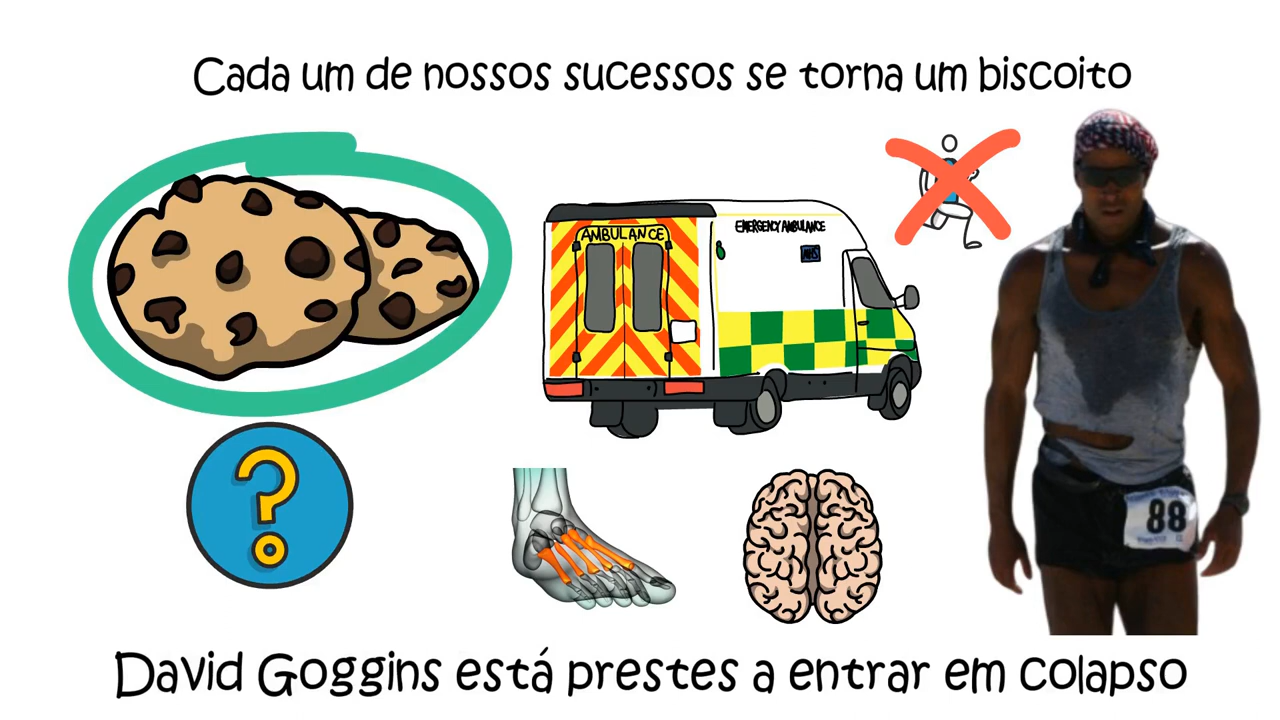 Cada um de nossos sucessos se torna um biscoito
AMBULANCE
EMERGENCY AMBULANCE
NHS
88
David Goggins está prestes a entrar em colapso